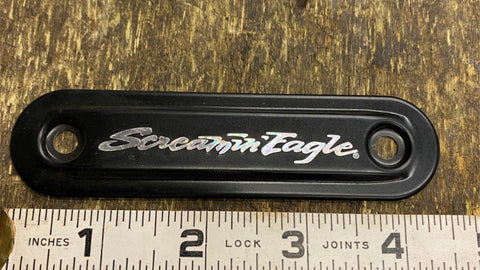 Screamin Eagle®
INCHES 1 2 LOCK 3 JOINTS 4